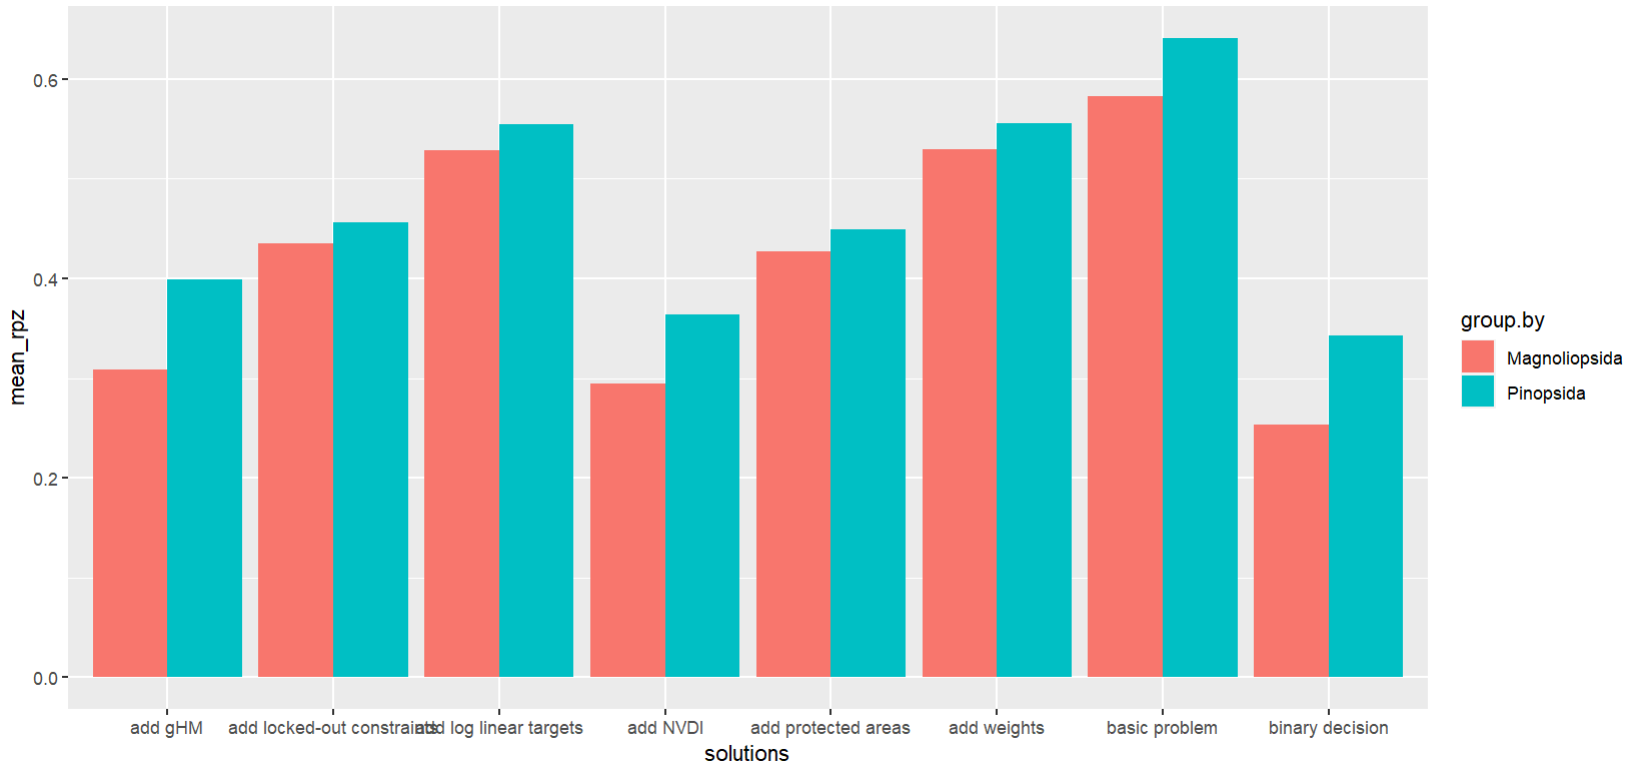 0.6
0.4
0.2
0.0
mean_rpz
add gHM
add locked-out constraints
add log linear targets
add NVDI
add protected areas
add weights
basic problem
binary decision
solutions
group.by
Magnoliopsida
Pinopsida